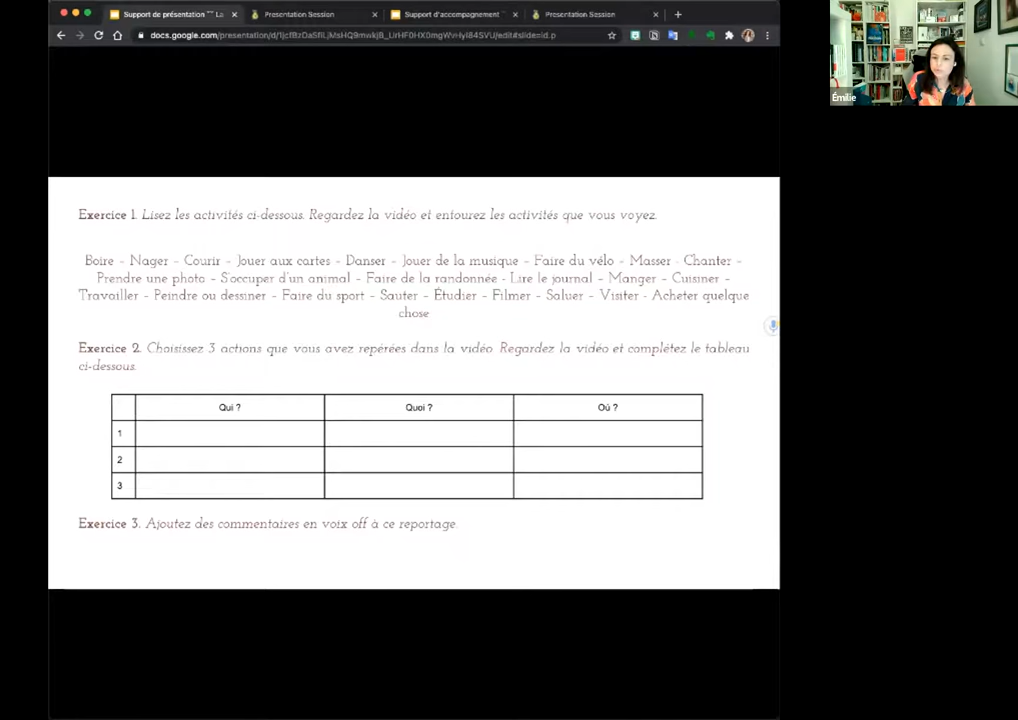 Support de présentation "" La
Presentation Session
Support d'accompagnement
Presentation Session
Émilie
Exercice 1. Lisez les activités ci-dessous. Regardez la vidéo et entourez les activités que vous voyez.
Boire - Nager - Courir - Jouer aux cartes - Danser - Jouer de la musique - Faire du vélo - Masser - Chanter -
Prendre une photo - S'occuper d'un animal - Faire de la randonnée - Lire le journal - Manger - Cuisiner -
Travailler - Peindre ou dessiner - Faire du sport - Sauter - Étudier - Filmer - Saluer - Visiter - Acheter quelque
chose
Exercice 2. Choisissez 3 actions que vous avez repérées dans la vidéo. Regardez la vidéo et complétez le tableau
ci-dessous.
Qui ? Quoi ? Où ?
1
2
3
Exercice 3. Ajoutez des commentaires en voix off à ce reportage.